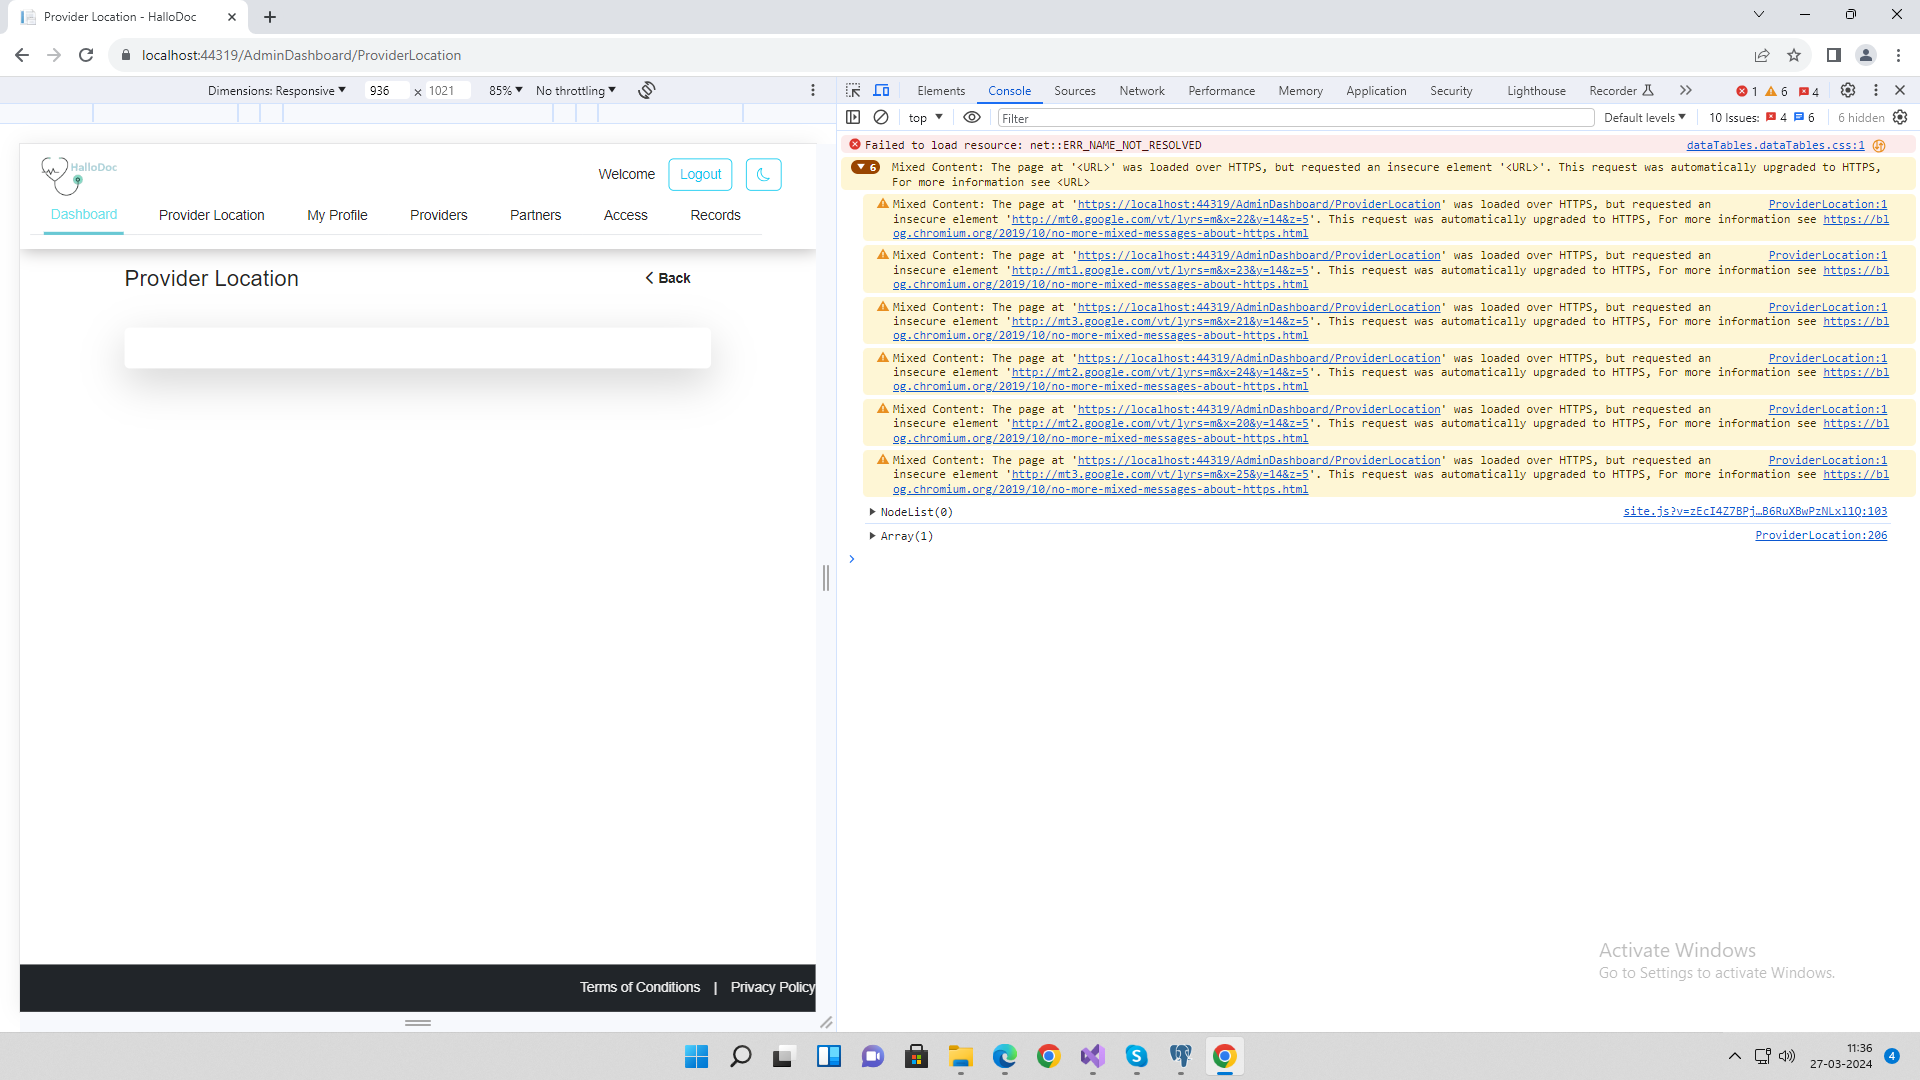 Provider Location - HalloDoc
localhost:44319/AdminDashboard/ProviderLocation
Dimensions: Responsive 936 × 1021 85% No throttling
Elements Console Sources Network Performance Memory Application Security Lighthouse Recorder 1 6 4
top Filter Default levels 10 Issues: 4 6 6 hidden
HalloDoc
Welcome Logout
Dashboard Provider Location My Profile Providers Partners Access Records
Provider Location Back
Terms of Conditions | Privacy Policy
Failed to load resource: net::ERR_NAME_NOT_RESOLVED dataTables.dataTables.css:1
6 Mixed Content: The page at '<URL>' was loaded over HTTPS, but requested an insecure element '<URL>'. This request was automatically upgraded to HTTPS,
For more information see <URL>
Mixed Content: The page at 'https://localhost:44319/AdminDashboard/ProviderLocation' was loaded over HTTPS, but requested an ProviderLocation:1
insecure element 'http://mt0.google.com/vt/lyrs=m&x=22&y=14&z=5'. This request was automatically upgraded to HTTPS, For more information see https://bl
og.chromium.org/2019/10/no-more-mixed-messages-about-https.html
Mixed Content: The page at 'https://localhost:44319/AdminDashboard/ProviderLocation' was loaded over HTTPS, but requested an ProviderLocation:1
insecure element 'http://mt1.google.com/vt/lyrs=m&x=23&y=14&z=5'. This request was automatically upgraded to HTTPS, For more information see https://bl
og.chromium.org/2019/10/no-more-mixed-messages-about-https.html
Mixed Content: The page at 'https://localhost:44319/AdminDashboard/ProviderLocation' was loaded over HTTPS, but requested an ProviderLocation:1
insecure element 'http://mt3.google.com/vt/lyrs=m&x=21&y=14&z=5'. This request was automatically upgraded to HTTPS, For more information see https://bl
og.chromium.org/2019/10/no-more-mixed-messages-about-https.html
Mixed Content: The page at 'https://localhost:44319/AdminDashboard/ProviderLocation' was loaded over HTTPS, but requested an ProviderLocation:1
insecure element 'http://mt2.google.com/vt/lyrs=m&x=24&y=14&z=5'. This request was automatically upgraded to HTTPS, For more information see https://bl
og.chromium.org/2019/10/no-more-mixed-messages-about-https.html
Mixed Content: The page at 'https://localhost:44319/AdminDashboard/ProviderLocation' was loaded over HTTPS, but requested an ProviderLocation:1
insecure element 'http://mt2.google.com/vt/lyrs=m&x=20&y=14&z=5'. This request was automatically upgraded to HTTPS, For more information see https://bl
og.chromium.org/2019/10/no-more-mixed-messages-about-https.html
Mixed Content: The page at 'https://localhost:44319/AdminDashboard/ProviderLocation' was loaded over HTTPS, but requested an ProviderLocation:1
insecure element 'http://mt3.google.com/vt/lyrs=m&x=25&y=14&z=5'. This request was automatically upgraded to HTTPS, For more information see https://bl
og.chromium.org/2019/10/no-more-mixed-messages-about-https.html
NodeList(0) site.js?v=zEcI4Z7BPj…B6RuXBwPzNLxl1Q:103
Array(1) ProviderLocation:206
Activate Windows
Go to Settings to activate Windows.
11:36
27-03-2024
4